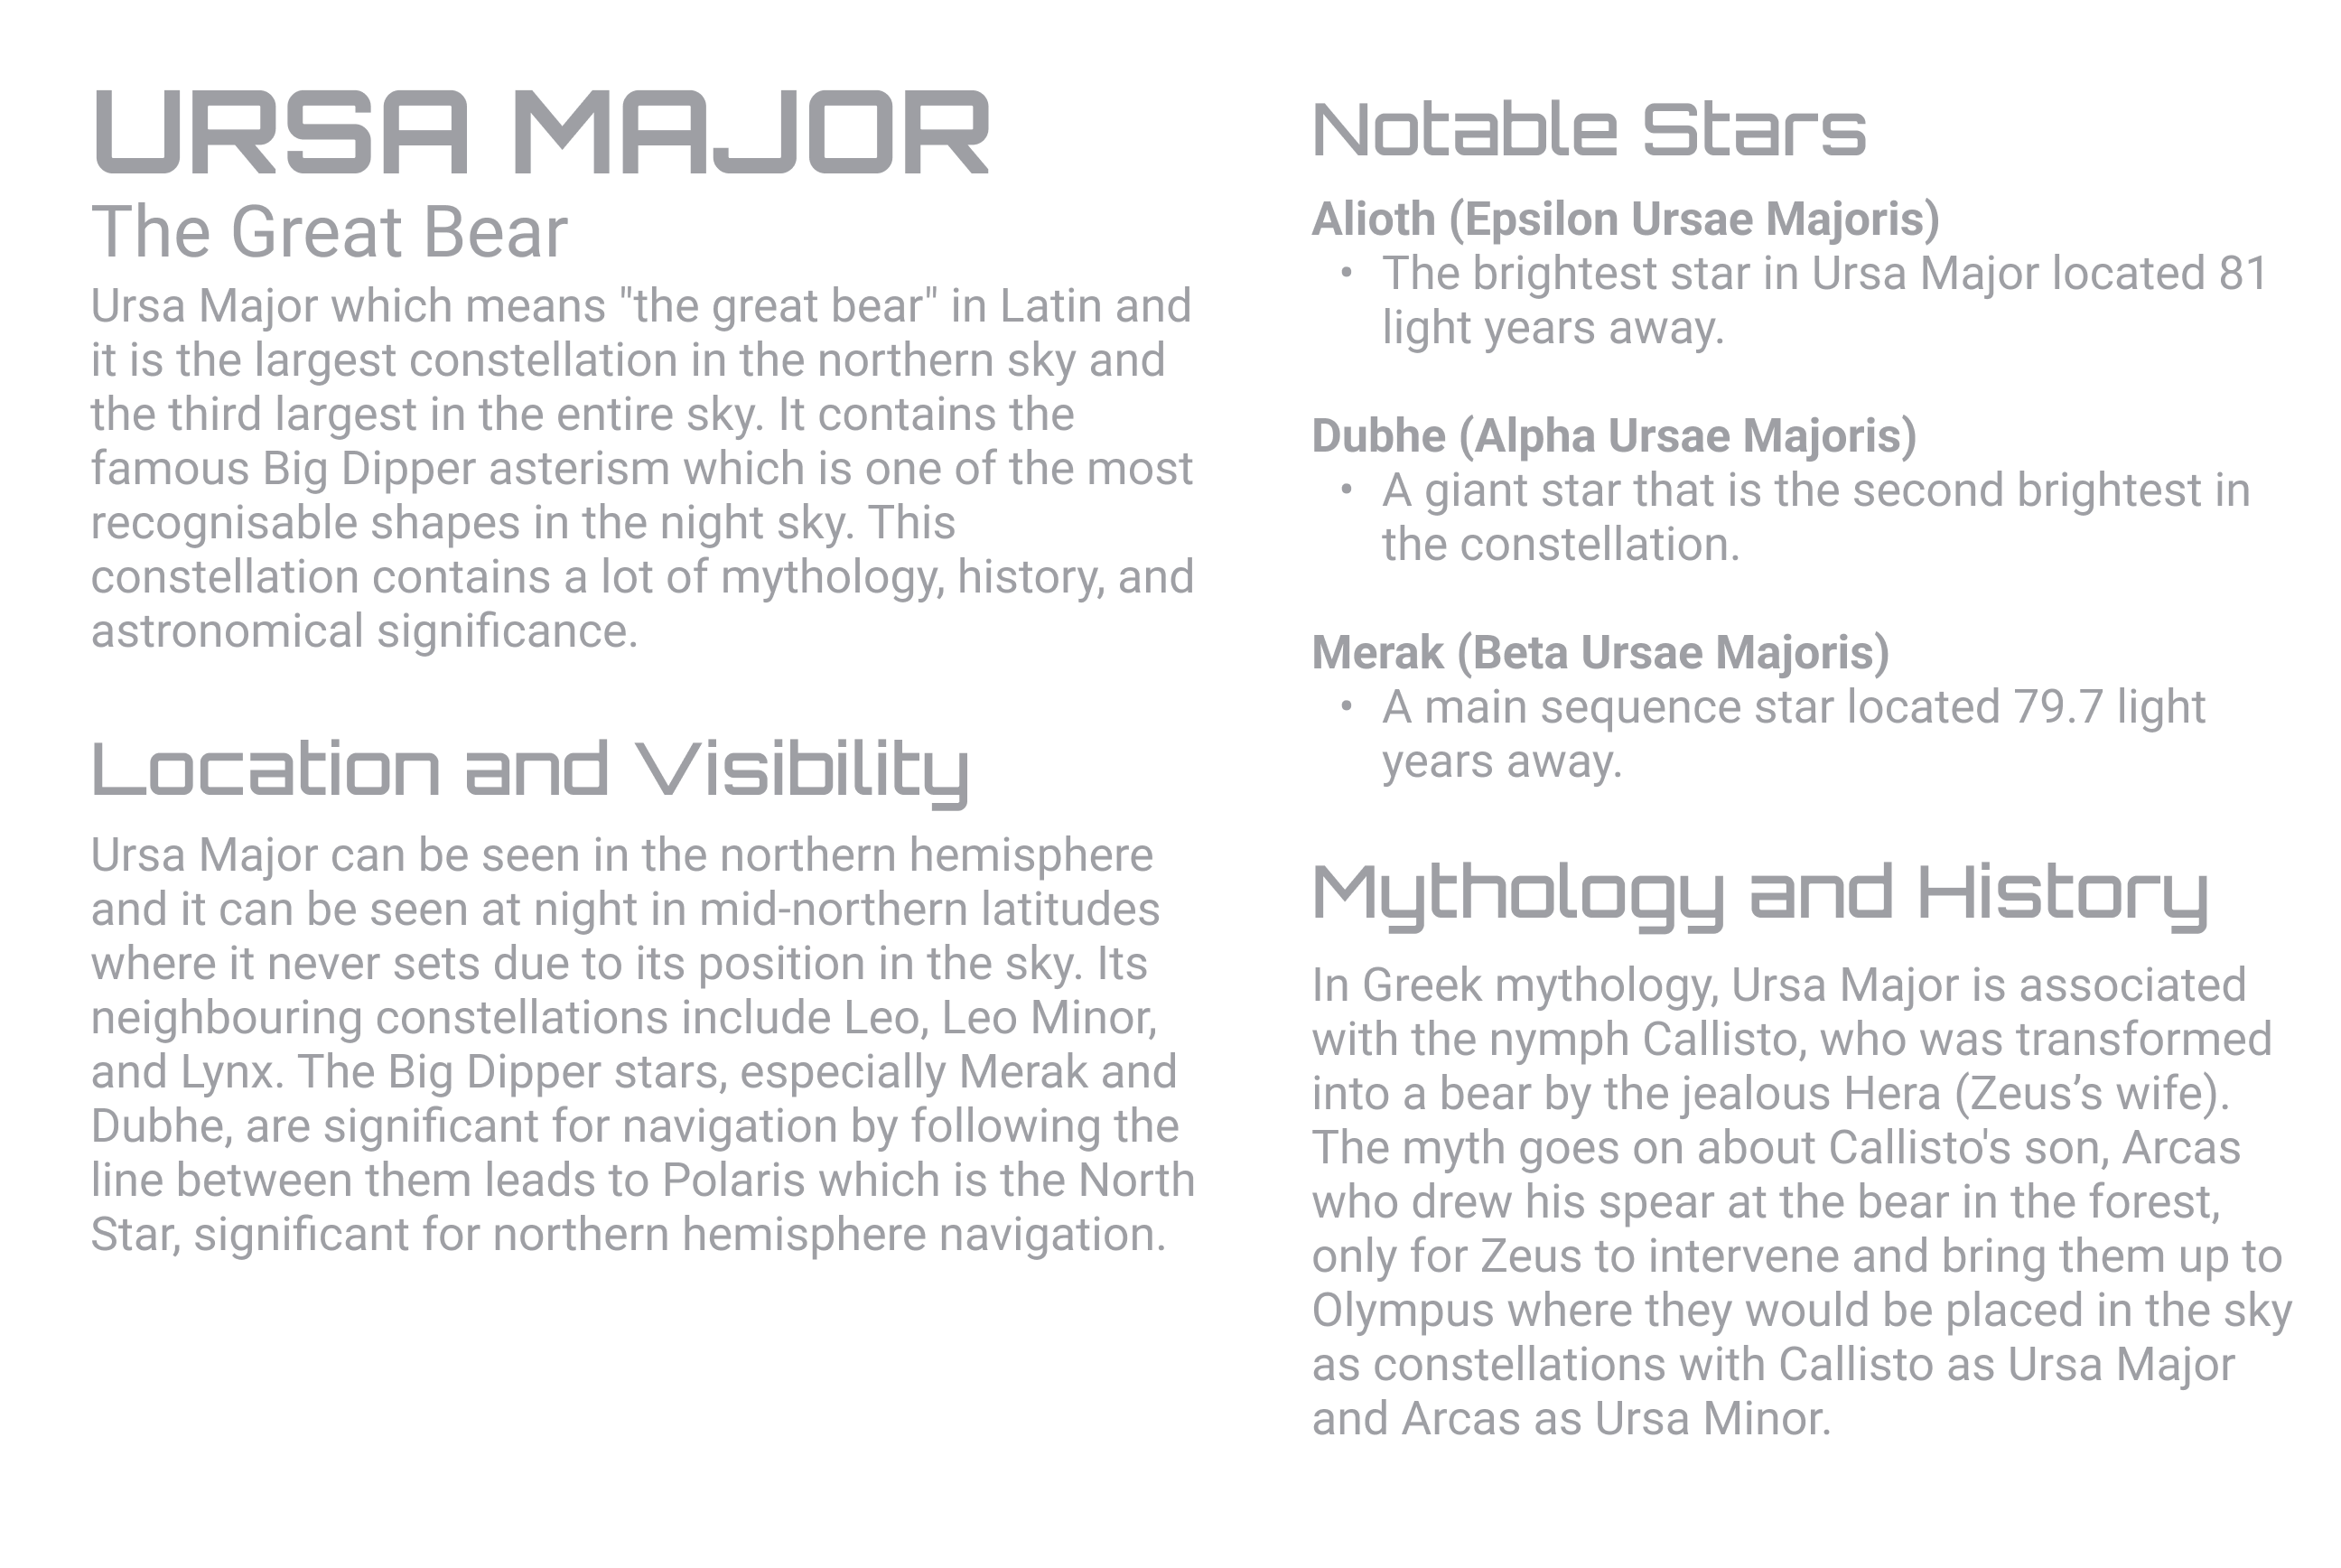 URSA MAJOR
The Great Bear
Ursa Major which means "the great bear" in Latin and
it is the largest constellation in the northern sky and
the third largest in the entire sky. It contains the
famous Big Dipper asterism which is one of the most
recognisable shapes in the night sky. This
constellation contains a lot of mythology, history, and
astronomical significance.
Location and Visibility
Ursa Major can be seen in the northern hemisphere
and it can be seen at night in mid-northern latitudes
where it never sets due to its position in the sky. Its
neighbouring constellations include Leo, Leo Minor,
and Lynx. The Big Dipper stars, especially Merak and
Dubhe, are significant for navigation by following the
line between them leads to Polaris which is the North
Star, significant for northern hemisphere navigation.
Notable Stars
Alioth (Epsilon Ursae Majoris)
• The brightest star in Ursa Major located 81
light years away.
Dubhe (Alpha Ursae Majoris)
• A giant star that is the second brightest in
the constellation.
Merak (Beta Ursae Majoris)
• A main sequence star located 79.7 light
years away.
Mythology and History
In Greek mythology, Ursa Major is associated
with the nymph Callisto, who was transformed
into a bear by the jealous Hera (Zeus’s wife).
The myth goes on about Callisto's son, Arcas
who drew his spear at the bear in the forest,
only for Zeus to intervene and bring them up to
Olympus where they would be placed in the sky
as constellations with Callisto as Ursa Major
and Arcas as Ursa Minor.